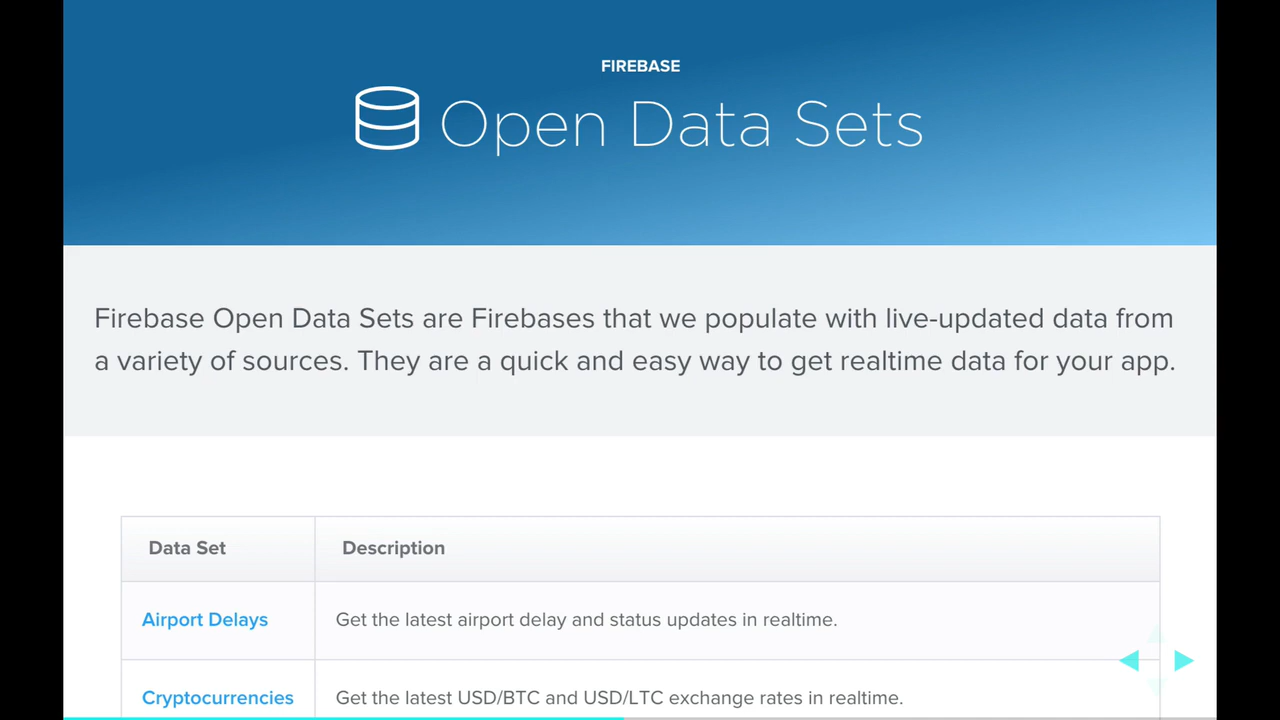 FIREBASE
Open Data Sets
Firebase Open Data Sets are Firebases that we populate with live-updated data from
a variety of sources. They are a quick and easy way to get realtime data for your app.
Data Set Description
Airport Delays Get the latest airport delay and status updates in realtime.
Cryptocurrencies Get the latest USD/BTC and USD/LTC exchange rates in realtime.